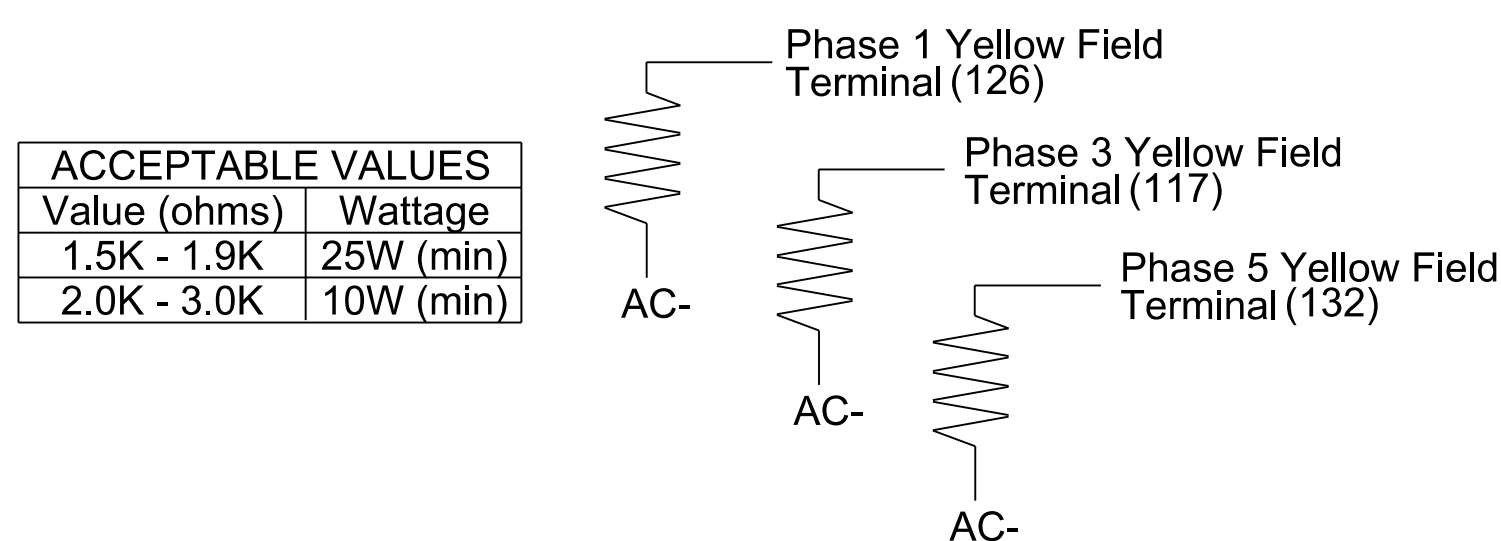 ACCEPTABLE VALUES
Value (ohms) Wattage
1.5K - 1.9K 25W (min)
2.0K - 3.0K 10W (min)
Phase 1 Yellow Field
Terminal (126)
AC-
Phase 3 Yellow Field
Terminal (117)
AC-
Phase 5 Yellow Field
Terminal (132)
AC-